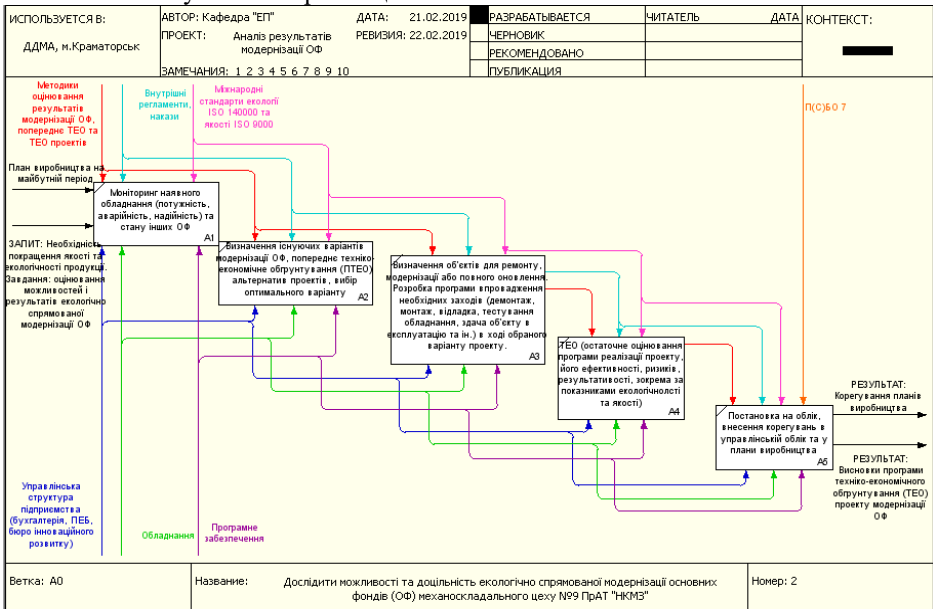 ИСПОЛЬЗУЕТСЯ В:
ДДМА, м.Краматорськ
АВТОР: Кафедра "ЕП"
ДАТА: 21.02.2019
ПРОЕКТ: Аналіз результатів
модернізації ОФ
РЕВИЗИЯ: 22.02.2019
ЗАМЕЧАНИЯ: 1 2 3 4 5 6 7 8 9 10
РАЗРАБАТЫВАЕТСЯ
ЧЕРНОВИК
РЕКОМЕНДОВАНО
ПУБЛИКАЦИЯ
ЧИТАТЕЛЬ
ДАТА
КОНТЕКСТ:
Методики
оцінювання
результатів
модернізації ОФ,
попереднє ТЕО та
ТЕО проектів
Внутрішні
регламенти,
накази
Міжнародні
стандарти екології
ISO 140000 та
якості ISO 9000
П(С)БО 7
План виробництва на
майбутній період
ЗАПИТ: Необхідність
покращення якості та
екологічності продукції.
Завдання: оцінювання
можливостей і
результатів екологічно
спрямованої
модернізації ОФ
Моніторинг наявного
обладнання (потужність,
аварійність, надійність) та
стану інших ОФ
А1
Визначення існуючих варіантів
модернізації ОФ, попереднє техніко-
економічне обгрунтування (ПТЕО)
альтернатив проектів, вибір
оптимального варіанту
А2
Визначення об'єктів для ремонту,
модернізації або повного оновлення.
Розробка програми впровадження
необхідних заходів (демонтаж,
монтаж, відладка, тестування
обладнання, здача об'єкту в
експлуатацію та ін.) в ході обраного
варіанту проекту.
А3
ТЕО (остаточне оцінювання
програми реалізації проекту,
його ефективності, ризиків,
результативості, зокрема за
показниками екологічнолсті
та якості)
А4
Постановка на облік,
внесення корегувань в
управлінській облік та у
плани виробництва
А5
РЕЗУЛЬТАТ:
Корегування планів
виробництва
РЕЗУЛЬТАТ:
Висновки програми
техніко-економічного
обгрунтування (ТЕО)
проекту модернізації
ОФ
Управлінська
структура
підприємства
(бухгалтерія, ПЕБ,
бюро інноваційного
розвитку)
Обладнання
Програмне
забезпечення
Ветка: А0
Название:
Дослідити можливості та доцільність екологічно спрямованої модернізації основних
фондів (ОФ) механоскладального цеху №9 ПрАТ "НКМЗ"
Номер: 2